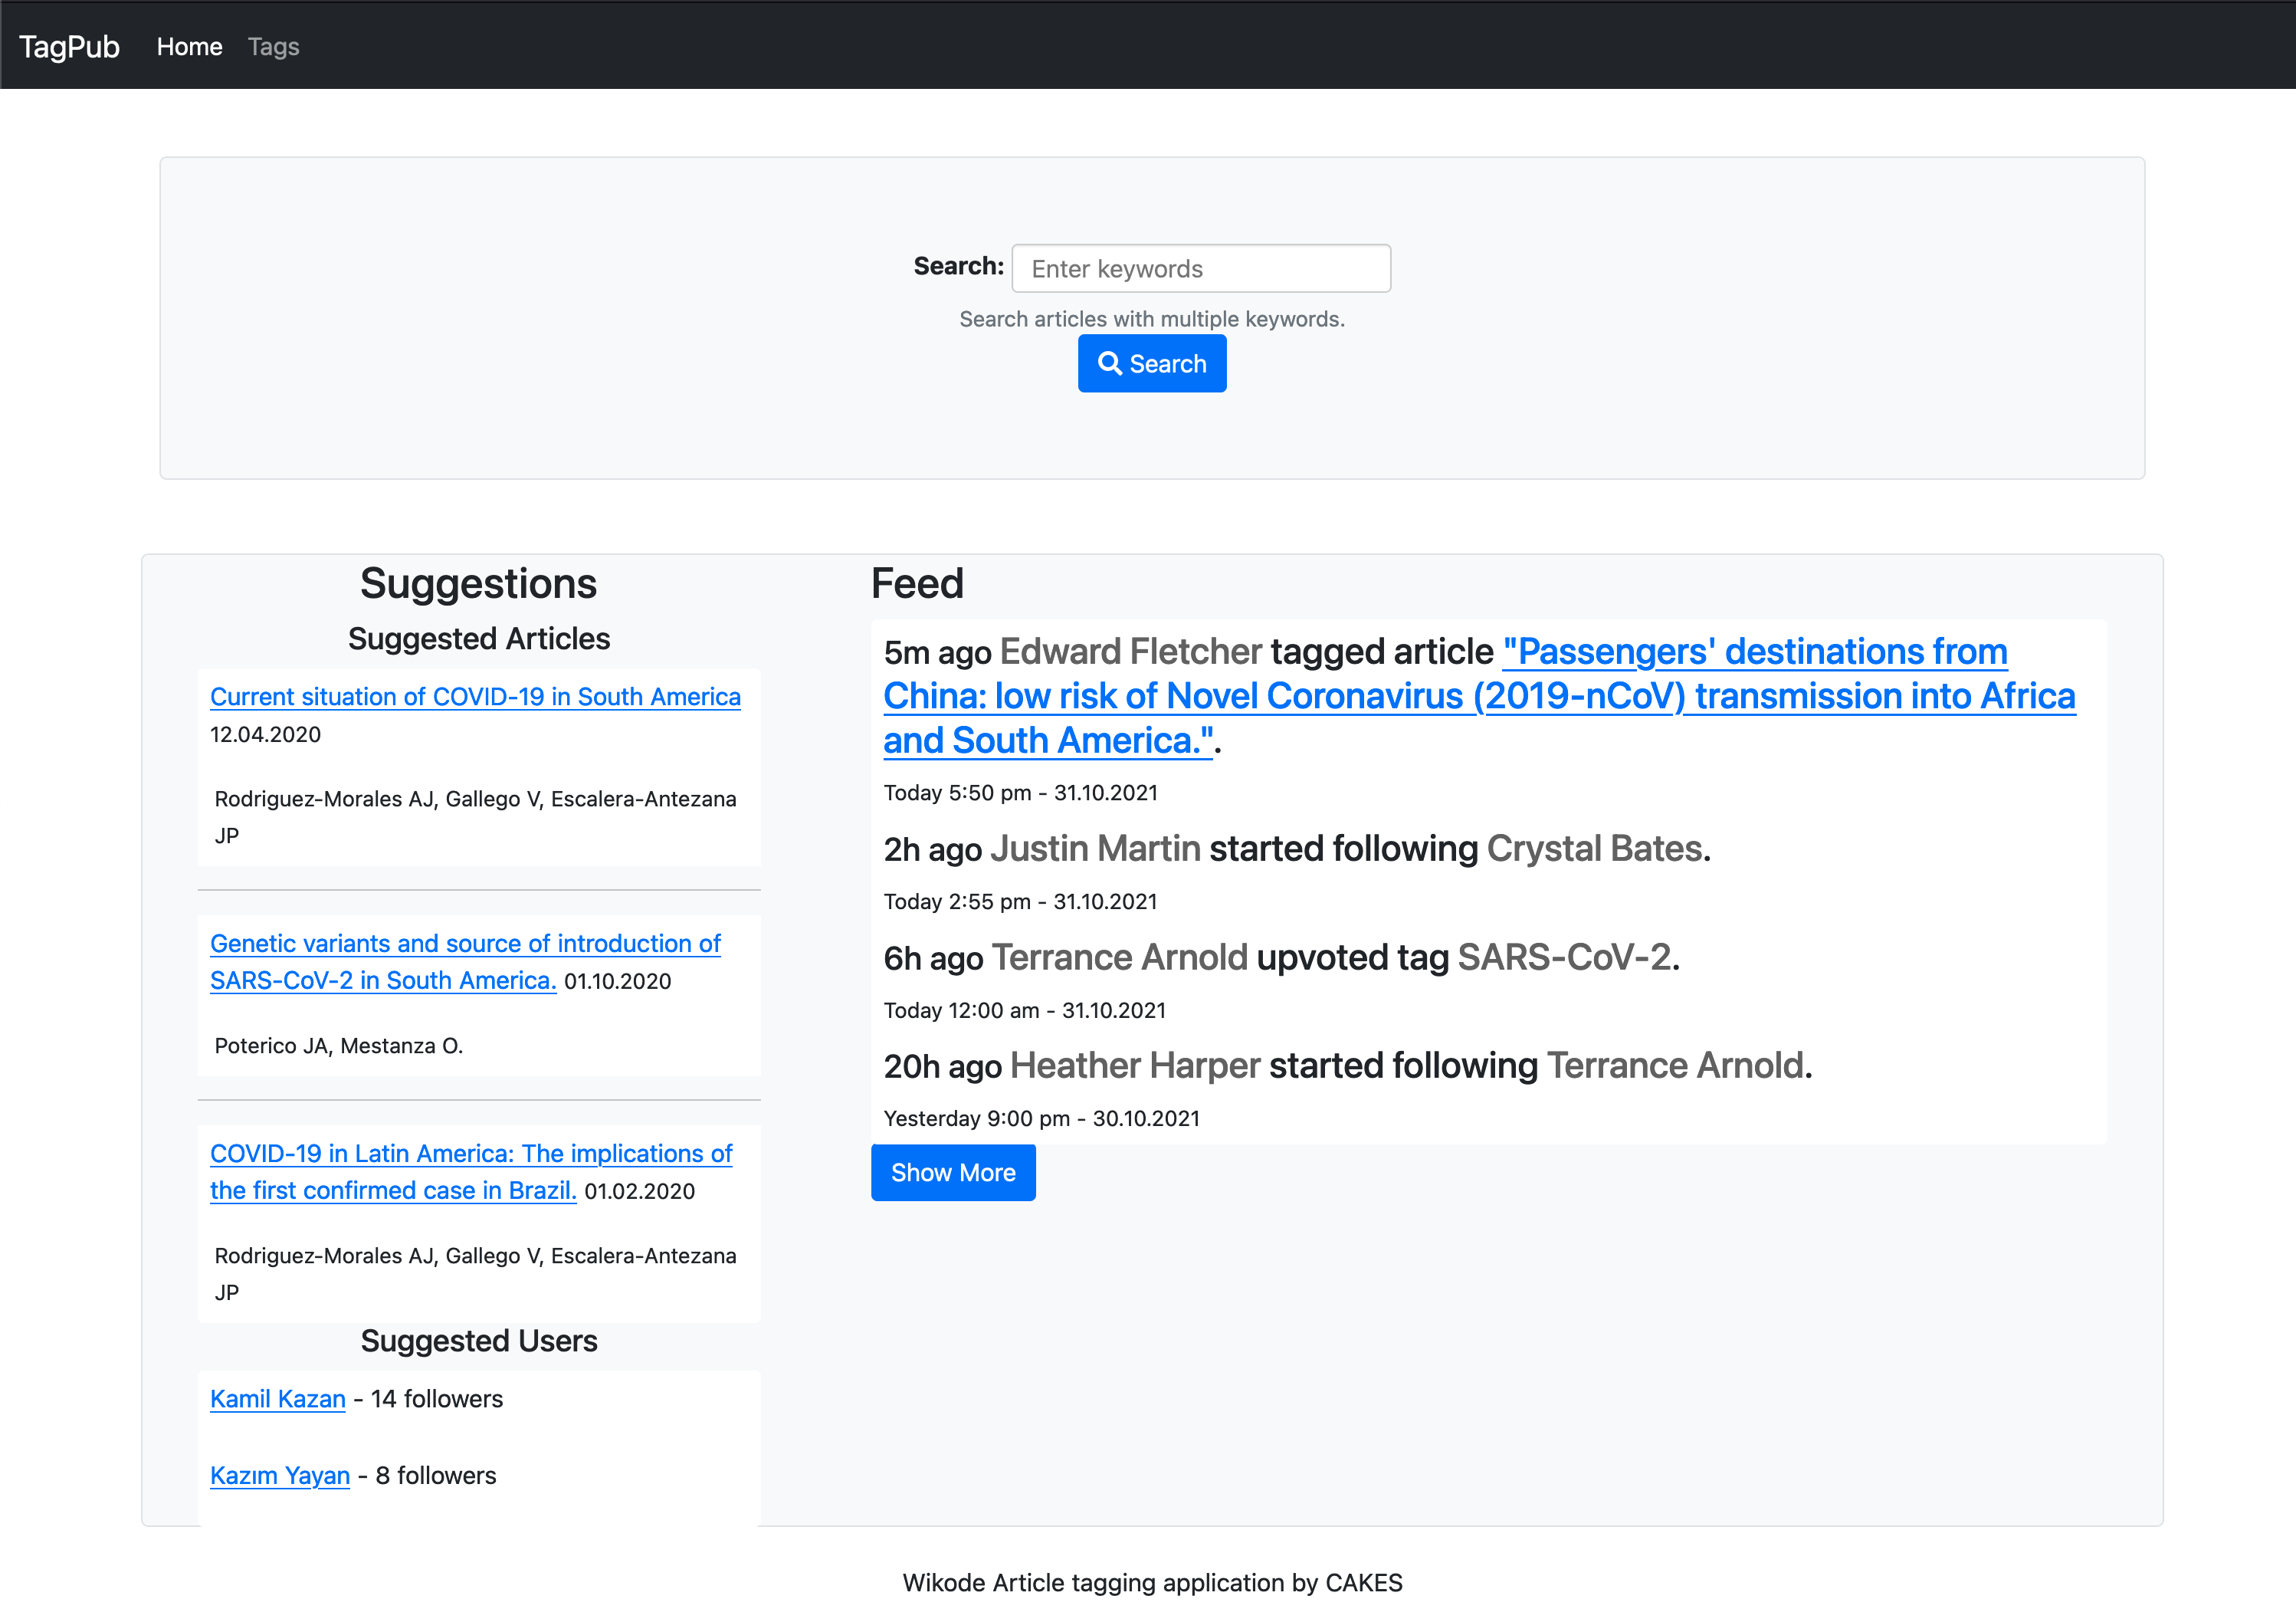 TagPub Home Tags
Search: Enter keywords
Search articles with multiple keywords.
Search
Suggestions
Suggested Articles
Current situation of COVID-19 in South America
12.04.2020
Rodriguez-Morales AJ, Gallego V, Escalera-Antezana
JP
Genetic variants and source of introduction of
SARS-CoV-2 in South America. 01.10.2020
Poterico JA, Mestanza O.
COVID-19 in Latin America: The implications of
the first confirmed case in Brazil. 01.02.2020
Rodriguez-Morales AJ, Gallego V, Escalera-Antezana
JP
Suggested Users
Kamil Kazan - 14 followers
Kazım Yayan - 8 followers
Feed
5m ago Edward Fletcher tagged article "Passengers' destinations from
China: low risk of Novel Coronavirus (2019-nCoV) transmission into Africa
and South America.".
Today 5:50 pm - 31.10.2021
2h ago Justin Martin started following Crystal Bates.
Today 2:55 pm - 31.10.2021
6h ago Terrance Arnold upvoted tag SARS-CoV-2.
Today 12:00 am - 31.10.2021
20h ago Heather Harper started following Terrance Arnold.
Yesterday 9:00 pm - 30.10.2021
Show More
Wikode Article tagging application by CAKES